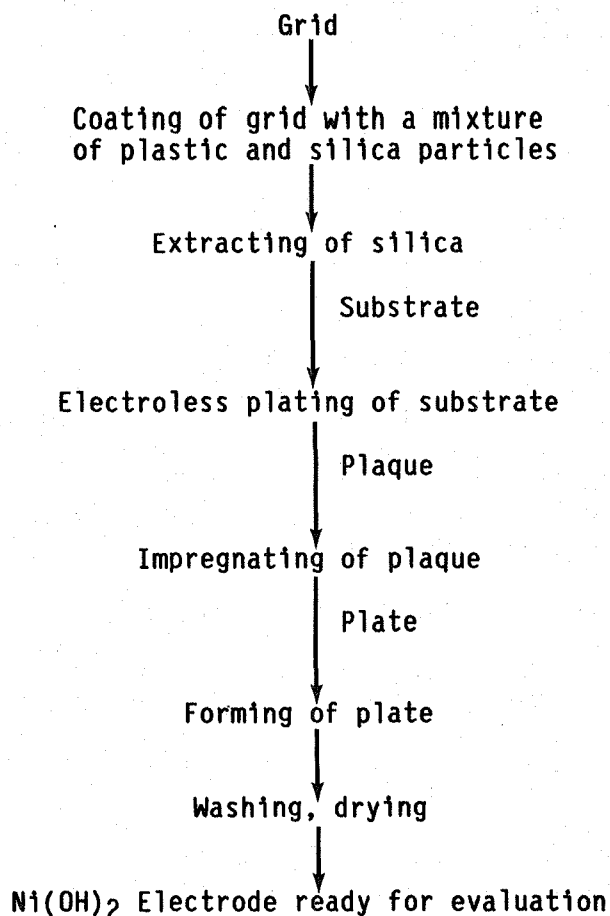 Grid
Coating of grid with a mixture
of plastic and silica particles
Extracting of silica
Substrate
Electroless plating of substrate
Plaque
Impregnating of plaque
Plate
Forming of plate
Washing, drying
Ni(OH)₂ Electrode ready for evaluation